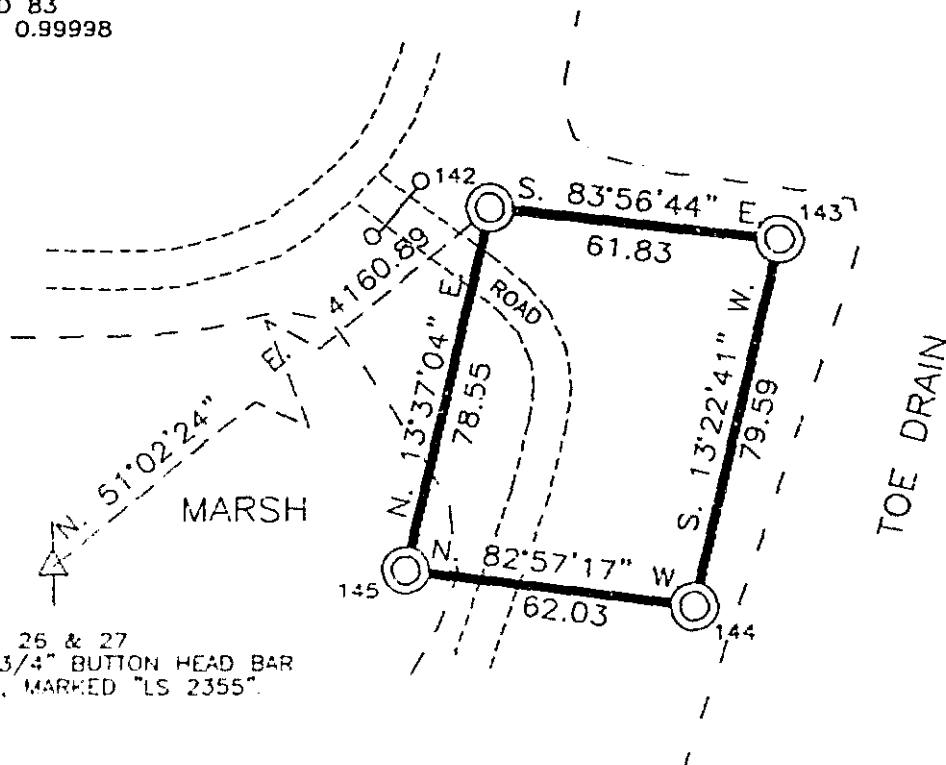 D 83
0.99998
142
S. 83°56'44" E.
61.83
143
N. 51°02'24" E. 4160.89
ROAD
N. 13°37'04" E.
78.55
S. 13°22'41" W.
79.59
TOE DRAIN
MARSH
145
N. 82°57'17" W
62.03
144
26 & 27
3/4" BUTTON HEAD BAR
, MARKED "LS 2355".